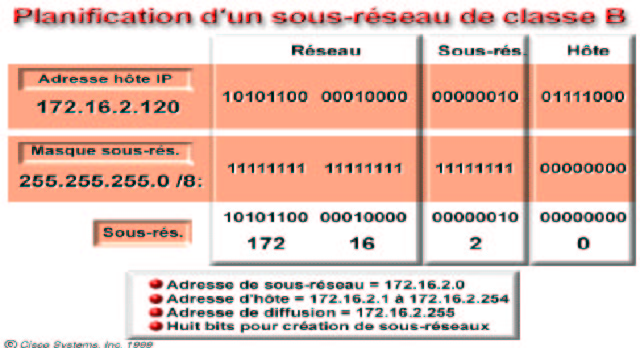 Planification d'un sous-réseau de classe B
Réseau Sous-rés. Hôte
Adresse hôte IP
172.16.2.120 10101100 00010000 00000010 01111000
Masque sous-rés.
255.255.255.0 /8: 11111111 11111111 11111111 00000000
Sous-rés. 10101100 00010000 00000010 00000000
172 16 2 0
Adresse de sous-réseau = 172.16.2.0
Adresse d'hôte = 172.16.2.1 à 172.16.2.254
Adresse de diffusion = 172.16.2.255
Huit bits pour création de sous-réseaux
© Cisco Systems, Inc. 1999